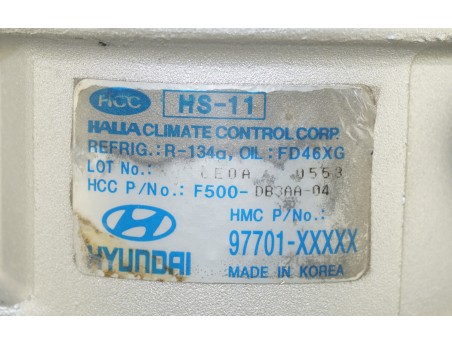 HCC HS-11
HALLA CLIMATE CONTROL CORP.
REFRIG.: R-134a, OIL: FD46XG
LOT No.: 0553
HCC P/No.: F500-DB3AA-04
HMC P/No.:
HYUNDAI 97701-XXXXX
MADE IN KOREA